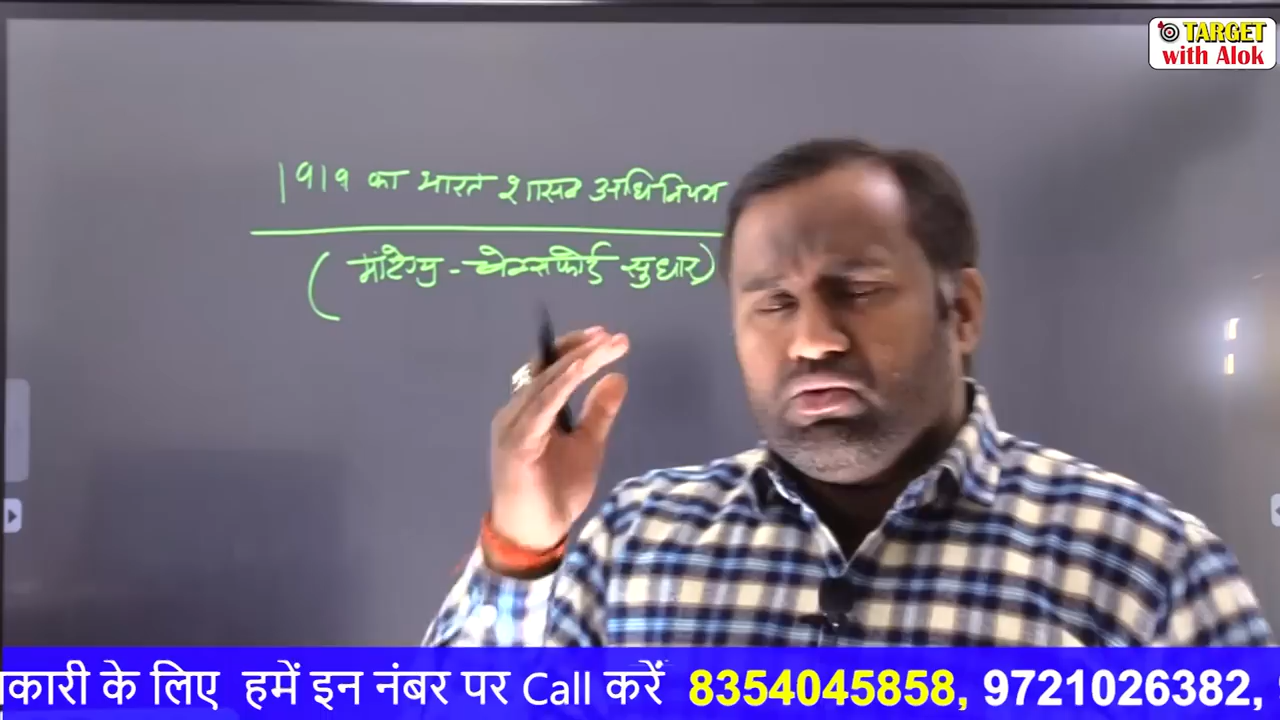 TARGET
with Alok
1919 का भारत शासन अधिनियम
(मांटेग्यु - चेम्सफोर्ड सुधार)
कारी के लिए हमें इन नंबर पर Call करें 8354045858, 9721026382,